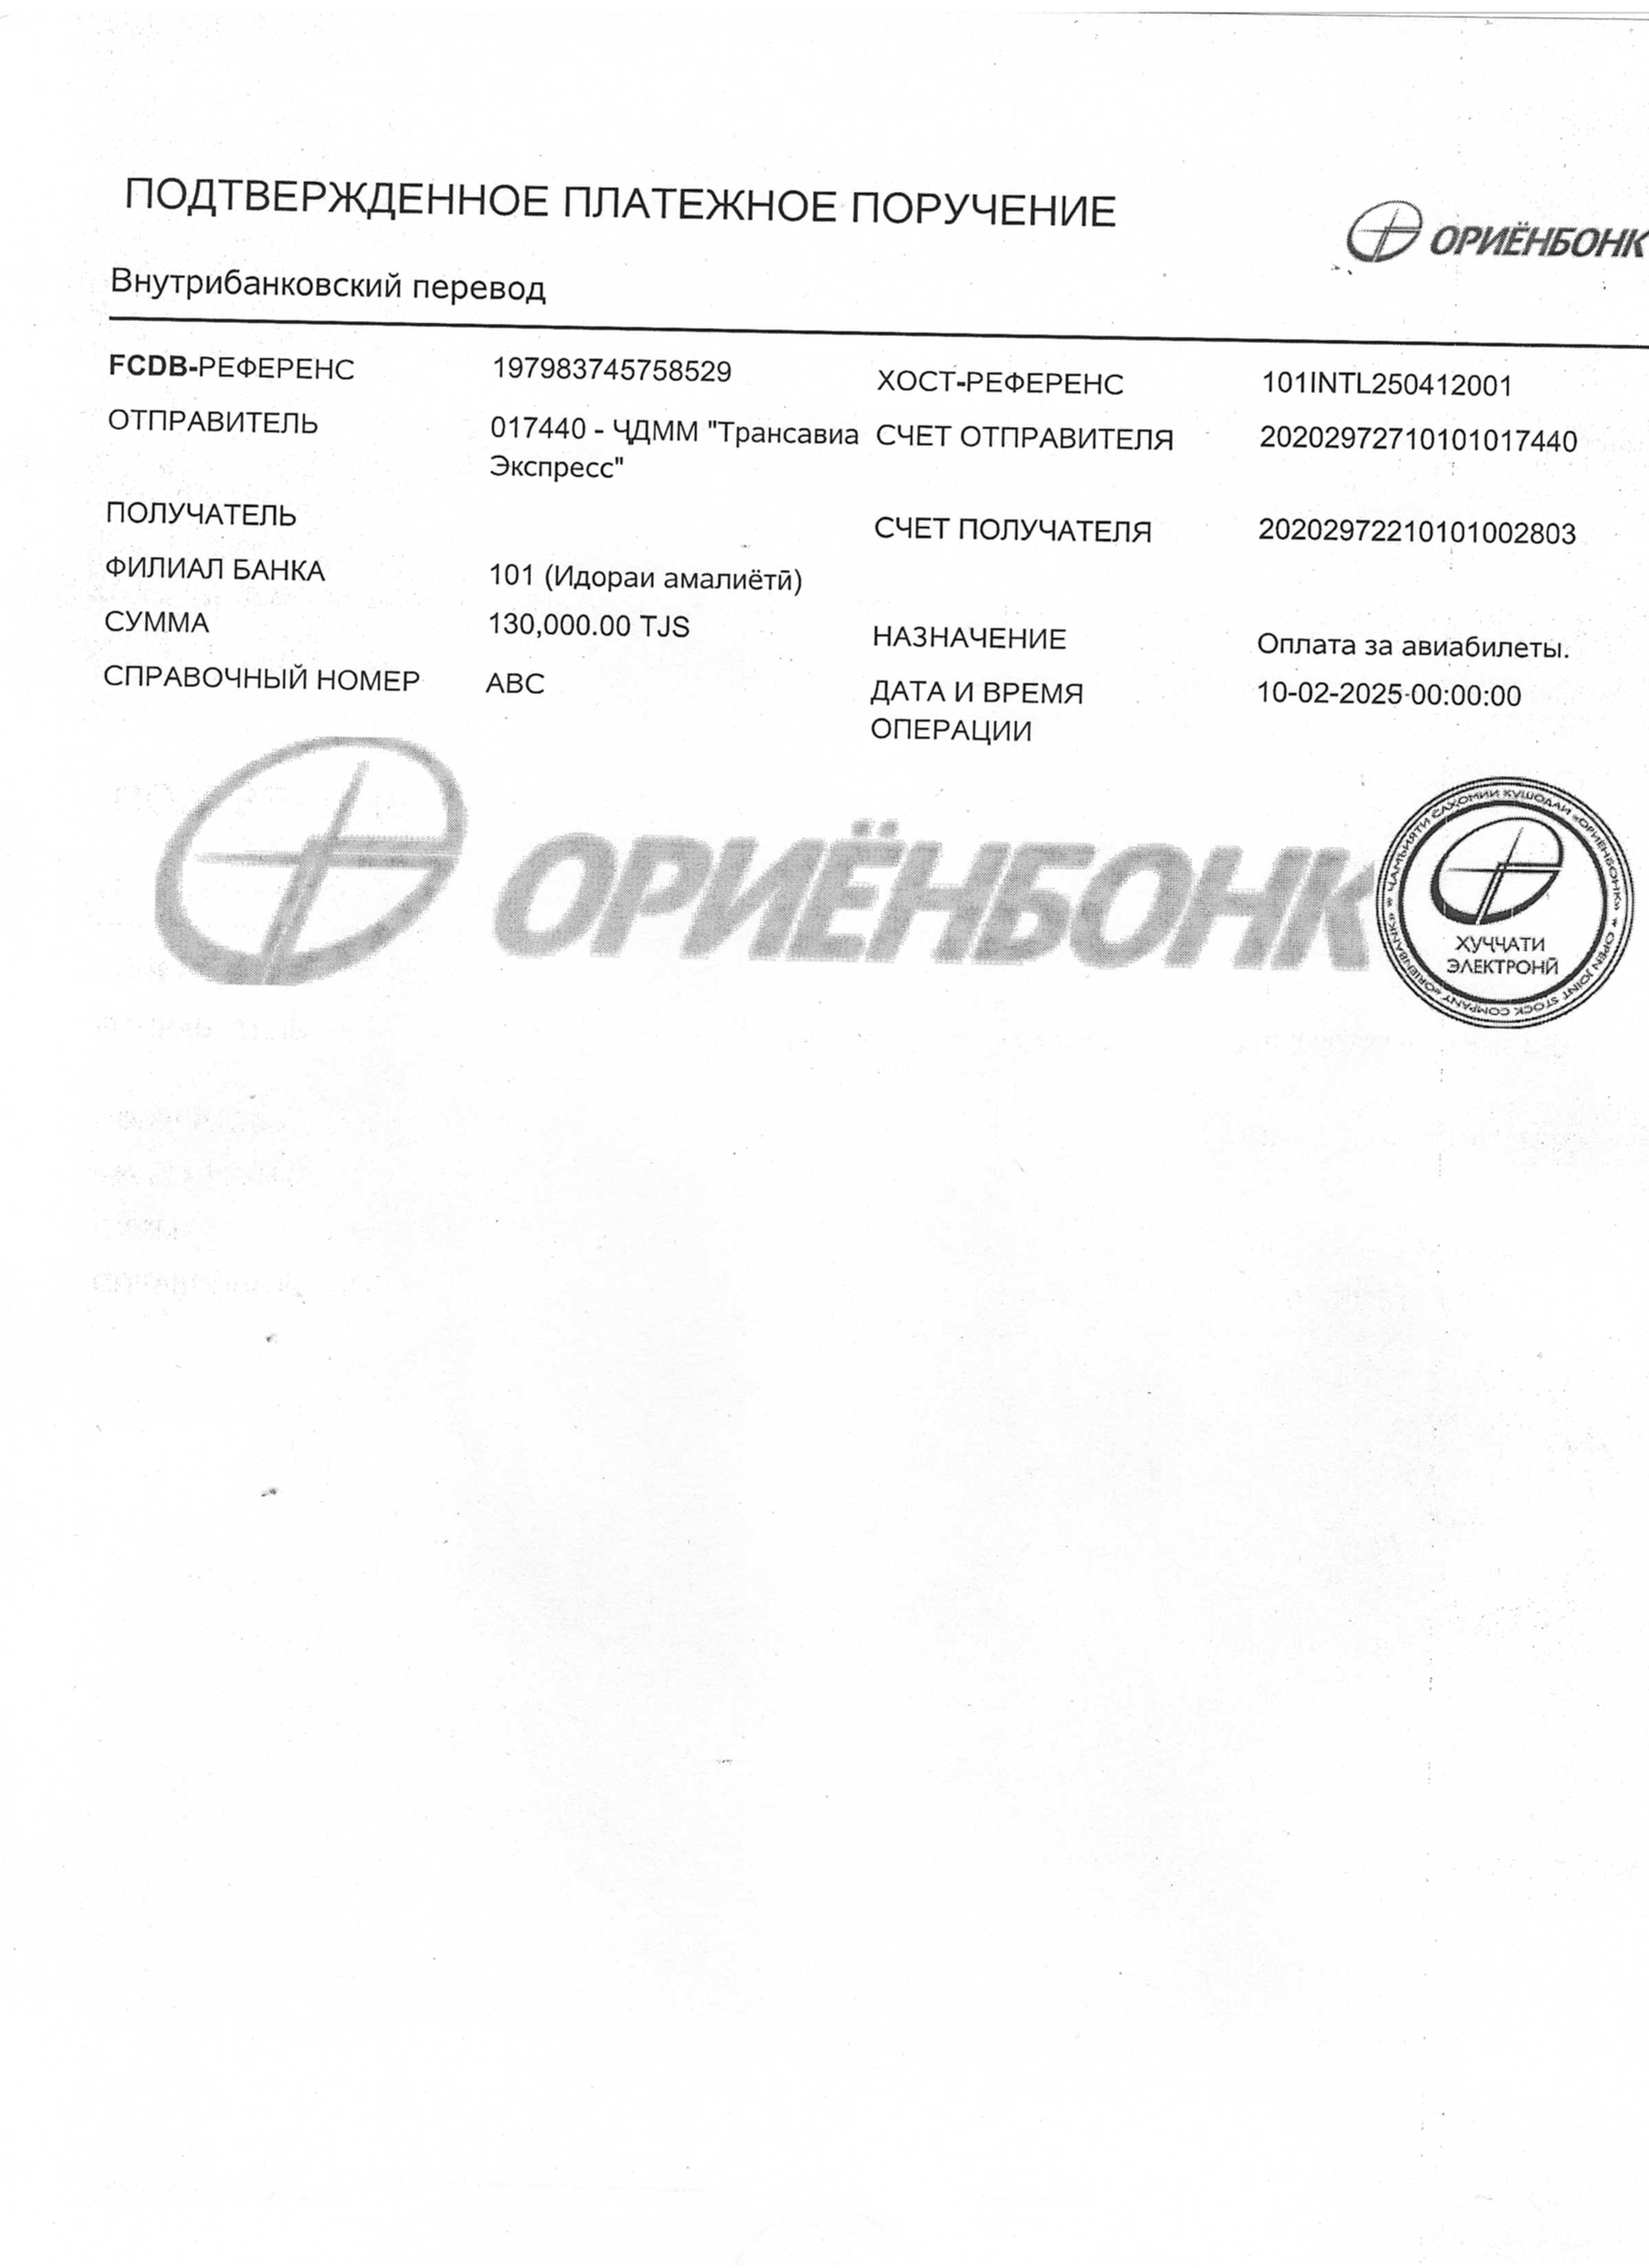 ПОДТВЕРЖДЕННОЕ ПЛАТЕЖНОЕ ПОРУЧЕНИЕ
ОРИЁНБОНК
Внутрибанковский перевод
FCDB-РЕФЕРЕНС 197983745758529 ХОСТ-РЕФЕРЕНС 101INTL250412001
ОТПРАВИТЕЛЬ 017440 - ҶДММ "Трансавиа СЧЕТ ОТПРАВИТЕЛЯ 20202972710101017440
Экспресс"
ПОЛУЧАТЕЛЬ СЧЕТ ПОЛУЧАТЕЛЯ 20202972210101002803
ФИЛИАЛ БАНКА 101 (Идораи амалиётӣ)
СУММА 130,000.00 TJS НАЗНАЧЕНИЕ Оплата за авиабилеты.
СПРАВОЧНЫЙ НОМЕР ABC ДАТА И ВРЕМЯ 10-02-2025 00:00:00
ОПЕРАЦИИ
ОРИЁНБОНК
ҶАМЪИЯТИ САҲОМИИ КУШОДАИ «ОРИЁНБОНК»
ҲУҶҶАТИ
ЭЛЕКТРОНӢ
OPEN JOINT STOCK COMPANY «ORIENBANK»